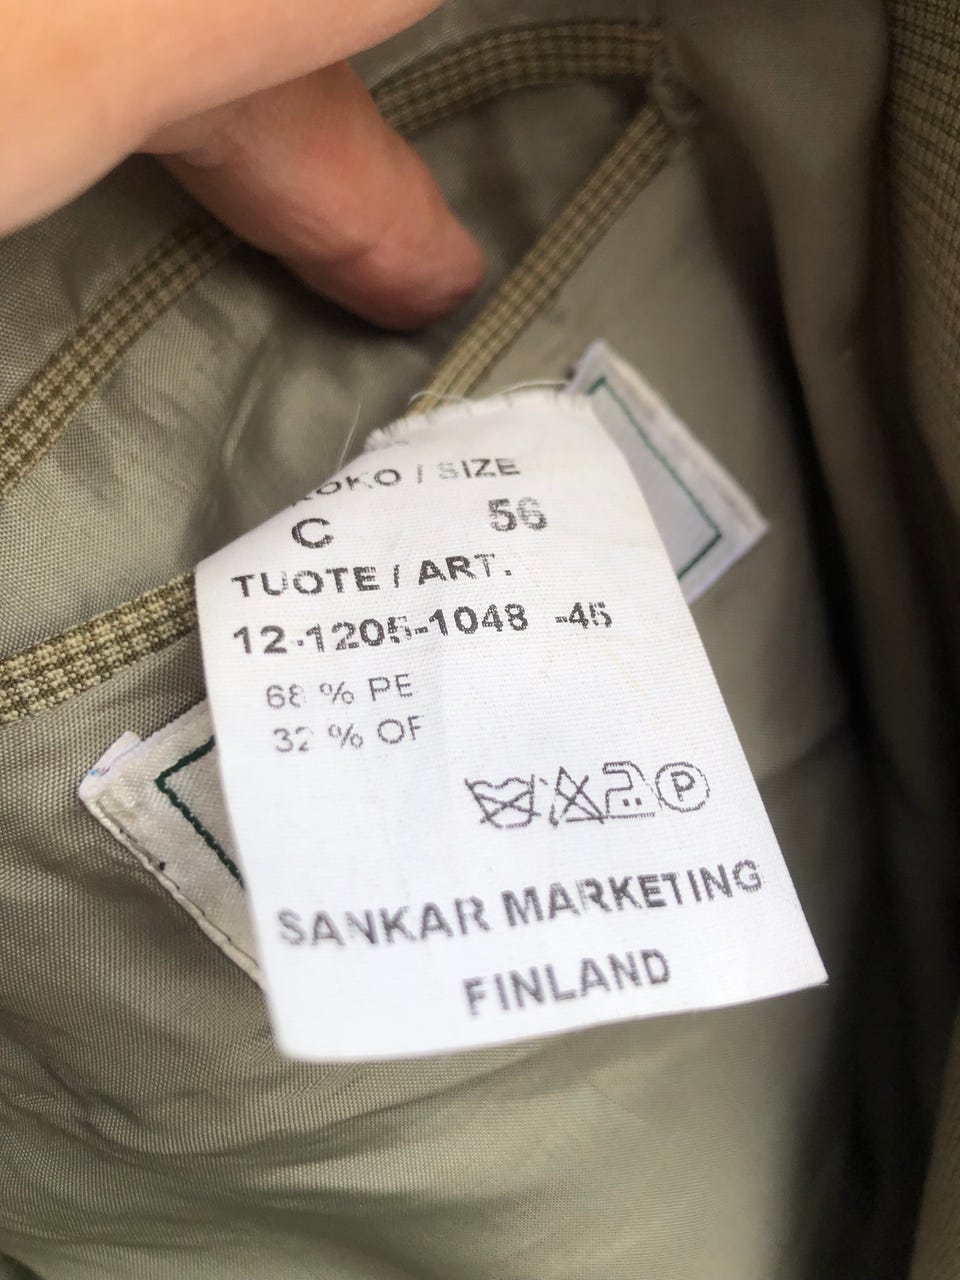 KOKO / SIZE
C 56
TUOTE / ART.
12-1205-1048 -45
68 % PE
32 % OF
P
SANKAR MARKETING
FINLAND